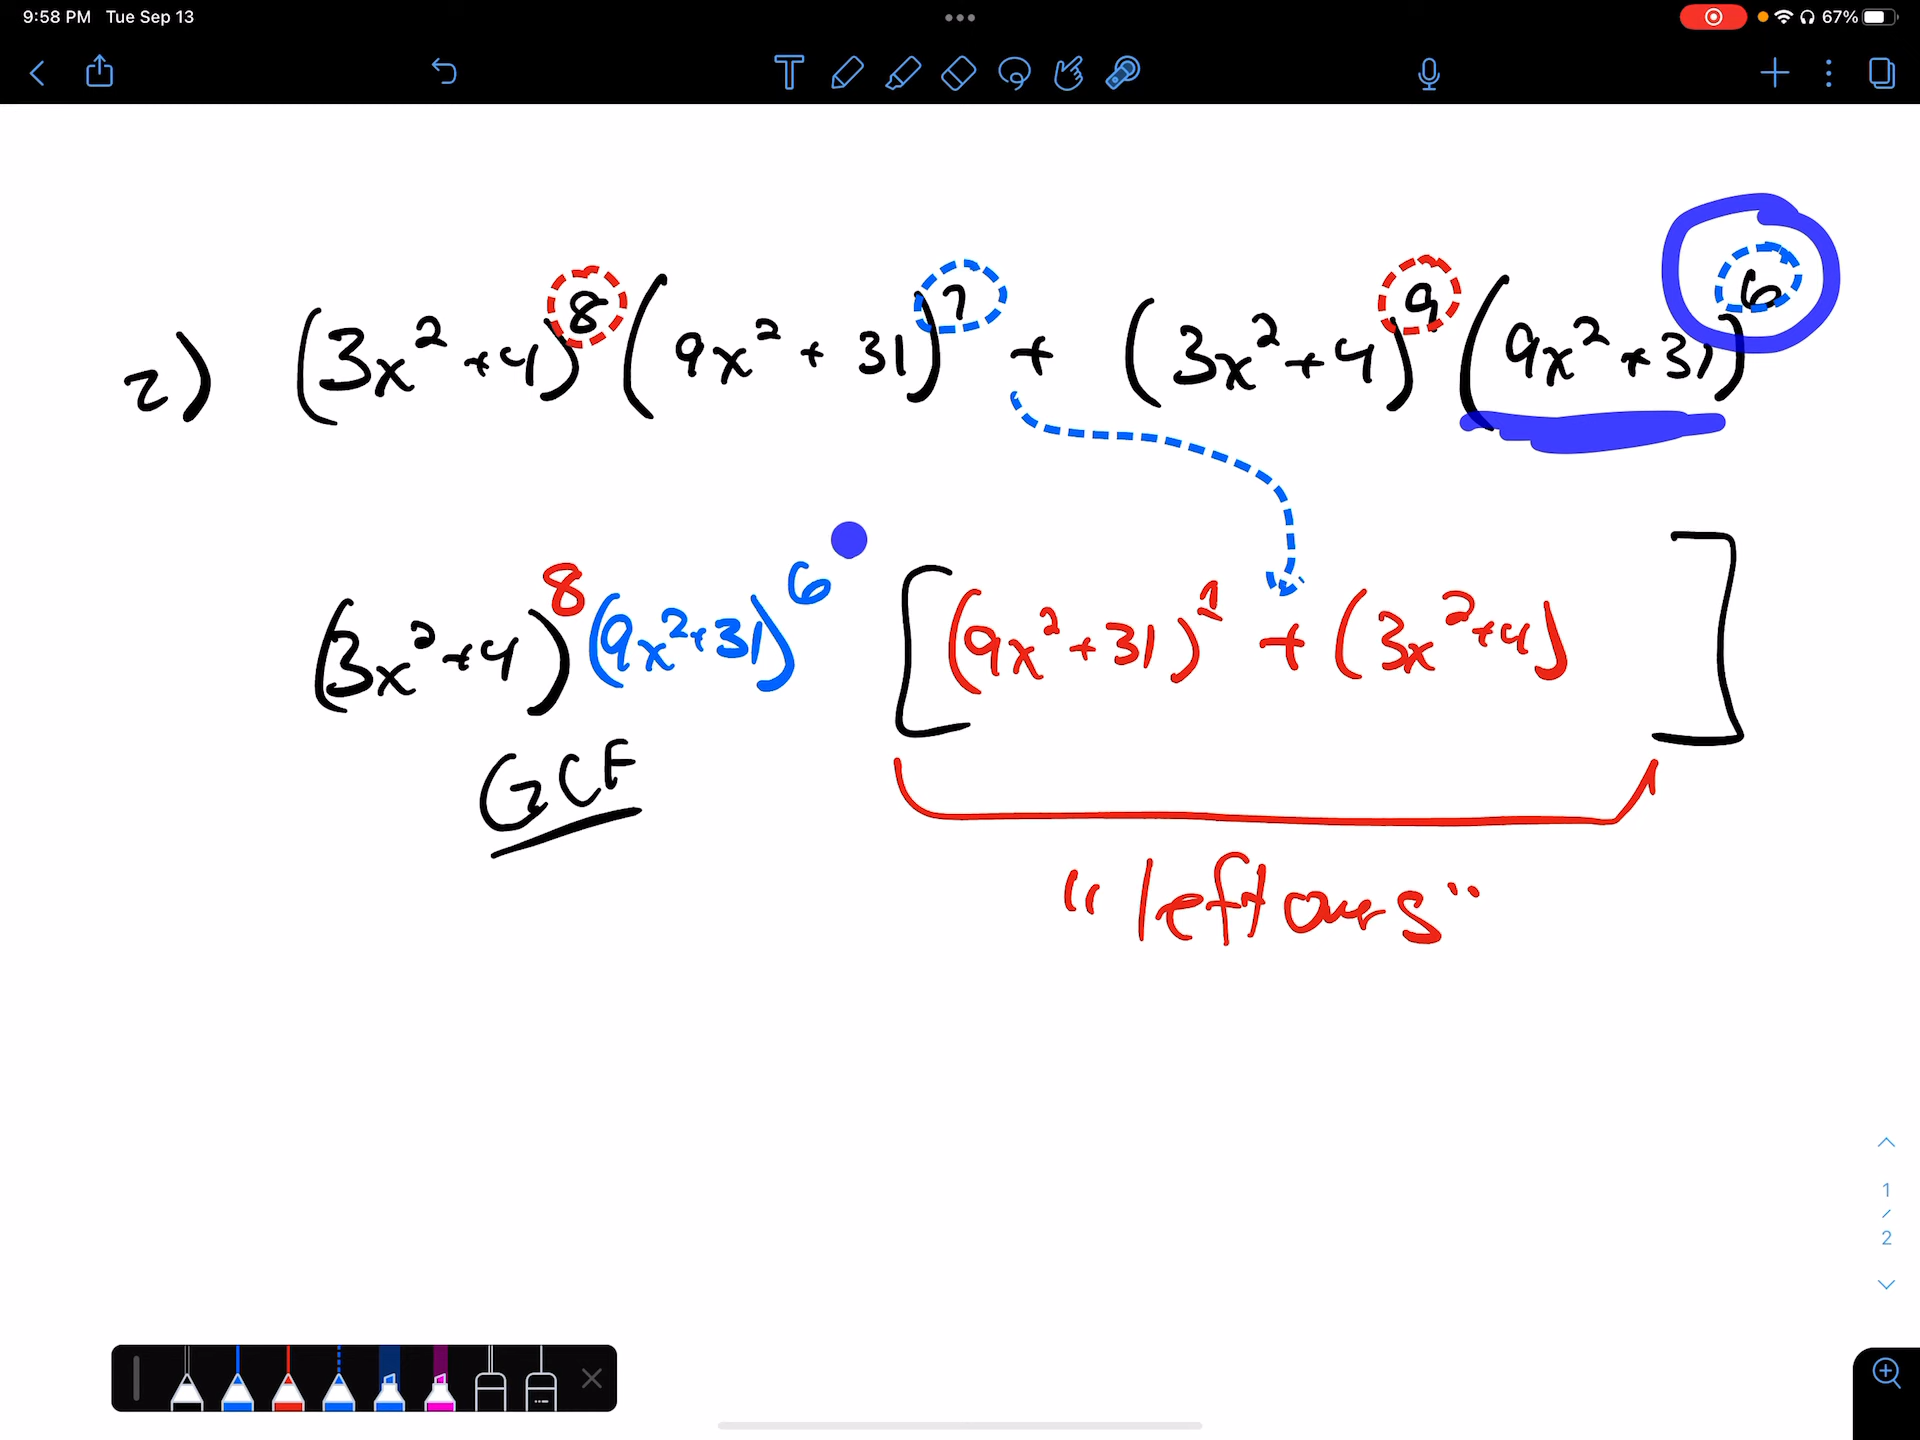 9:58 PM Tue Sep 13
67%
2) (3x² +4)⁸ (9x² + 31)⁷ + (3x² +4)⁹ (9x² +31)⁶
(3x² +4)⁸ (9x²+31)⁶ [(9x² +31)¹ + (3x²+4)]
GCF
"leftovers"
1
/
2